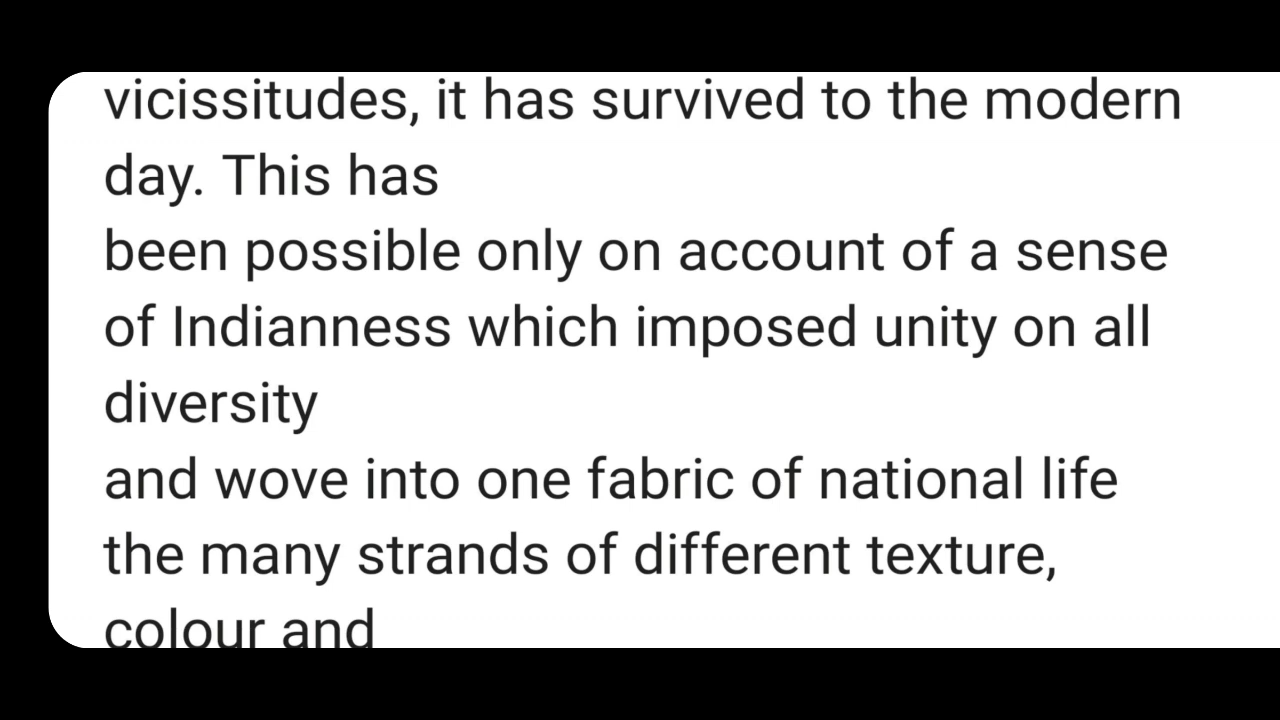 vicissitudes, it has survived to the modern
day. This has
been possible only on account of a sense
of Indianness which imposed unity on all
diversity
and wove into one fabric of national life
the many strands of different texture,
colour and